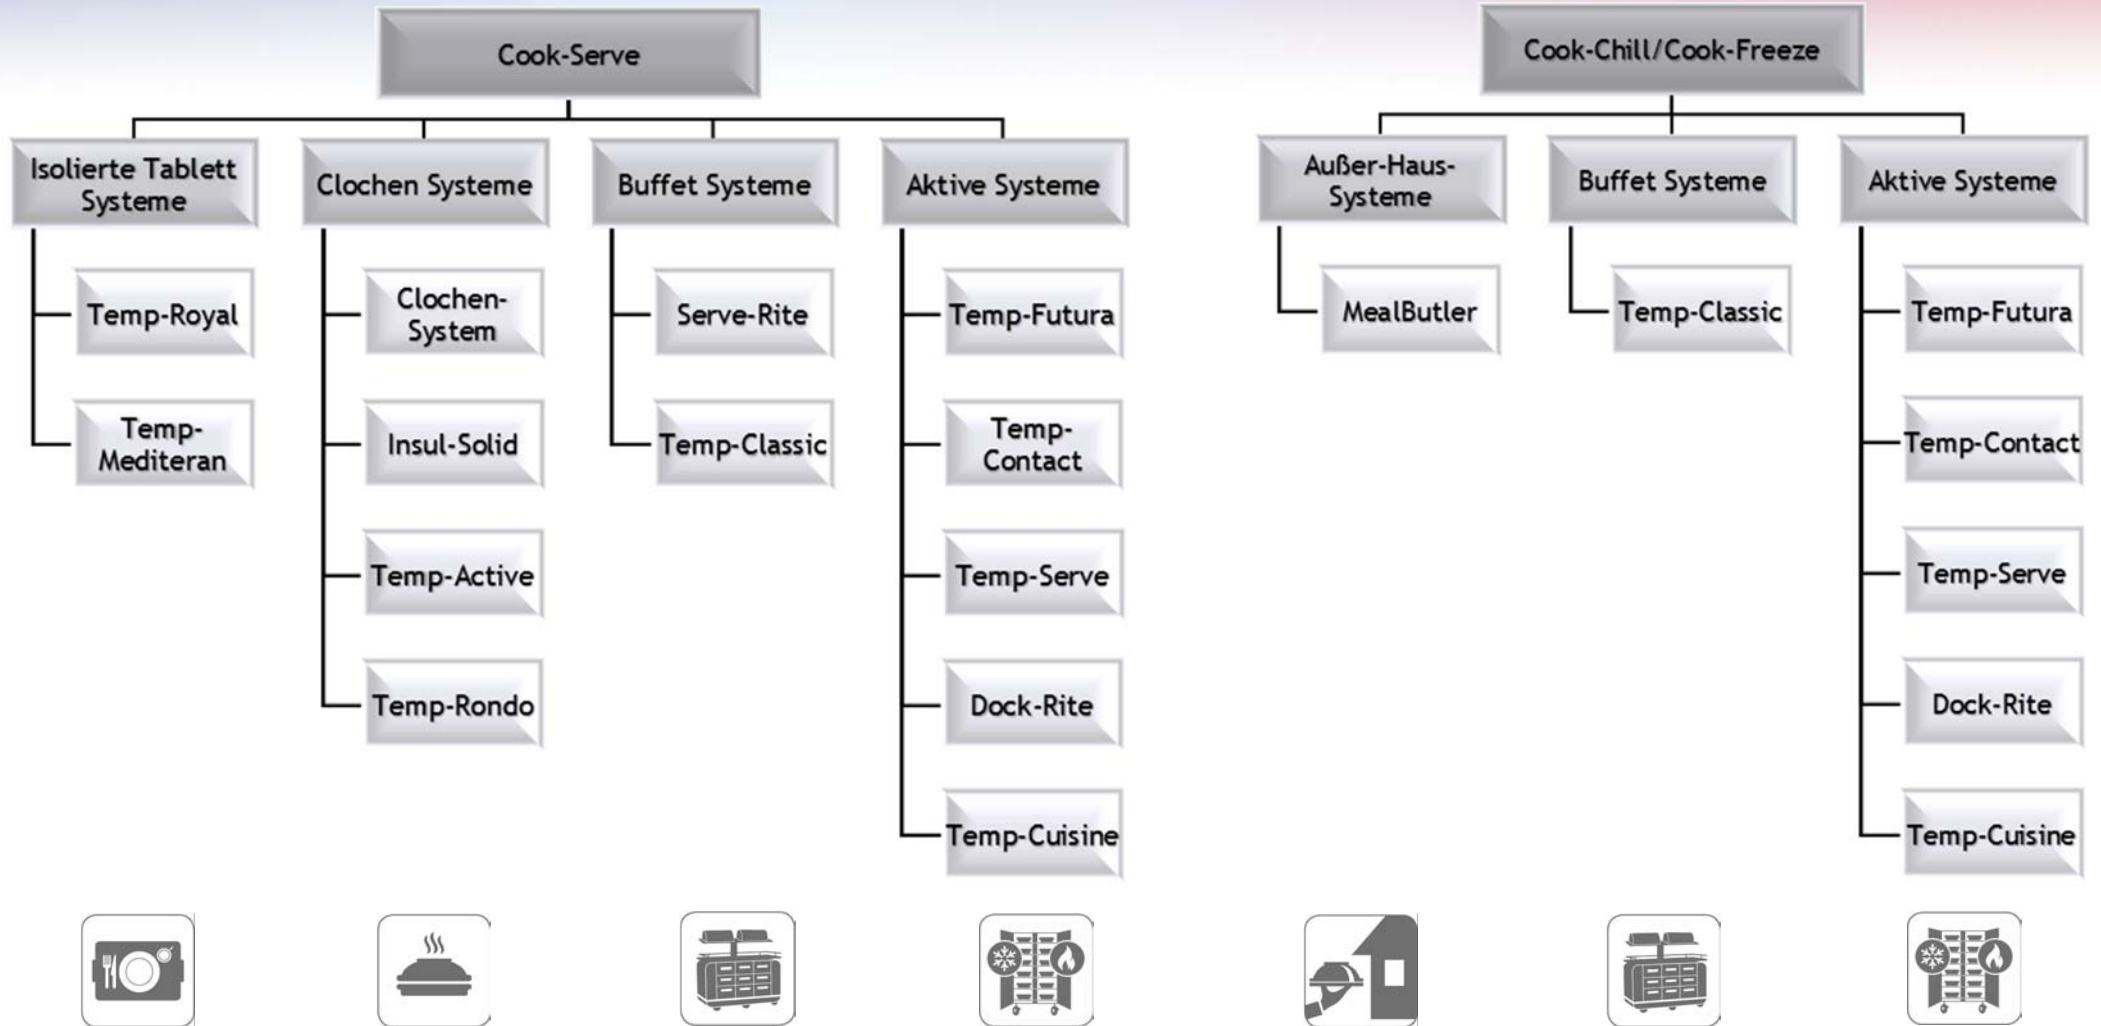 Cook-Serve
Isolierte Tablett
Systeme
Clochen Systeme
Buffet Systeme
Aktive Systeme
Temp-Royal
Temp-
Mediteran
Clochen-
System
Insul-Solid
Temp-Active
Temp-Rondo
Serve-Rite
Temp-Classic
Temp-Futura
Temp-
Contact
Temp-Serve
Dock-Rite
Temp-Cuisine
Cook-Chill/Cook-Freeze
Außer-Haus-
Systeme
Buffet Systeme
Aktive Systeme
MealButler
Temp-Classic
Temp-Futura
Temp-Contact
Temp-Serve
Dock-Rite
Temp-Cuisine